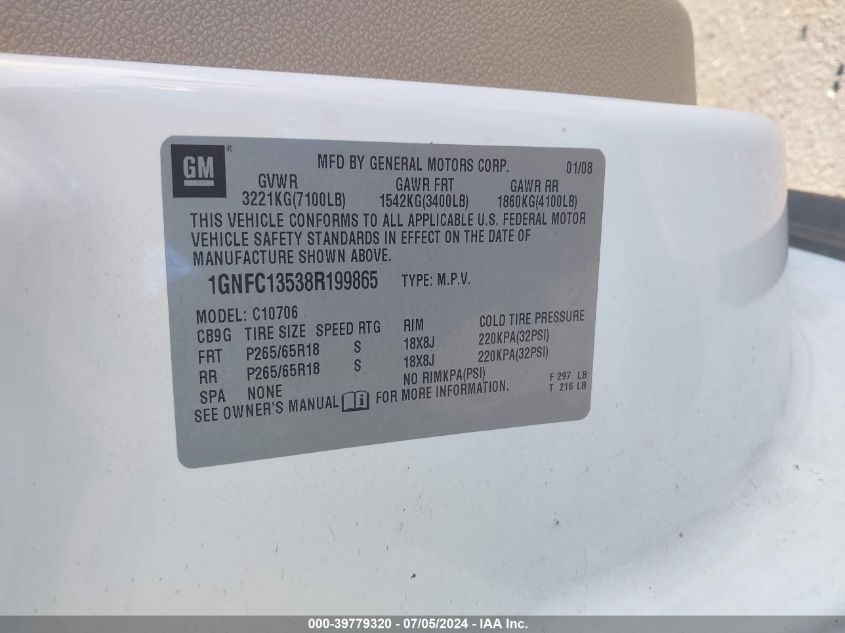 GM
MFD BY GENERAL MOTORS CORP. 01/08
GVWR GAWR FRT GAWR RR
3221KG(7100LB) 1542KG(3400LB) 1860KG(4100LB)
THIS VEHICLE CONFORMS TO ALL APPLICABLE U.S. FEDERAL MOTOR
VEHICLE SAFETY STANDARDS IN EFFECT ON THE DATE OF
MANUFACTURE SHOWN ABOVE.
1GNFC13538R199865 TYPE: M.P.V.
MODEL: C10706
CB9G TIRE SIZE SPEED RTG RIM COLD TIRE PRESSURE
FRT P265/65R18 S 18X8J 220KPA(32PSI)
RR P265/65R18 S 18X8J 220KPA(32PSI)
SPA NONE NO RIMKPA(PSI) F 297 LB
SEE OWNER'S MANUAL FOR MORE INFORMATION. T 216 LB
000-39779320 - 07/05/2024 - IAA Inc.